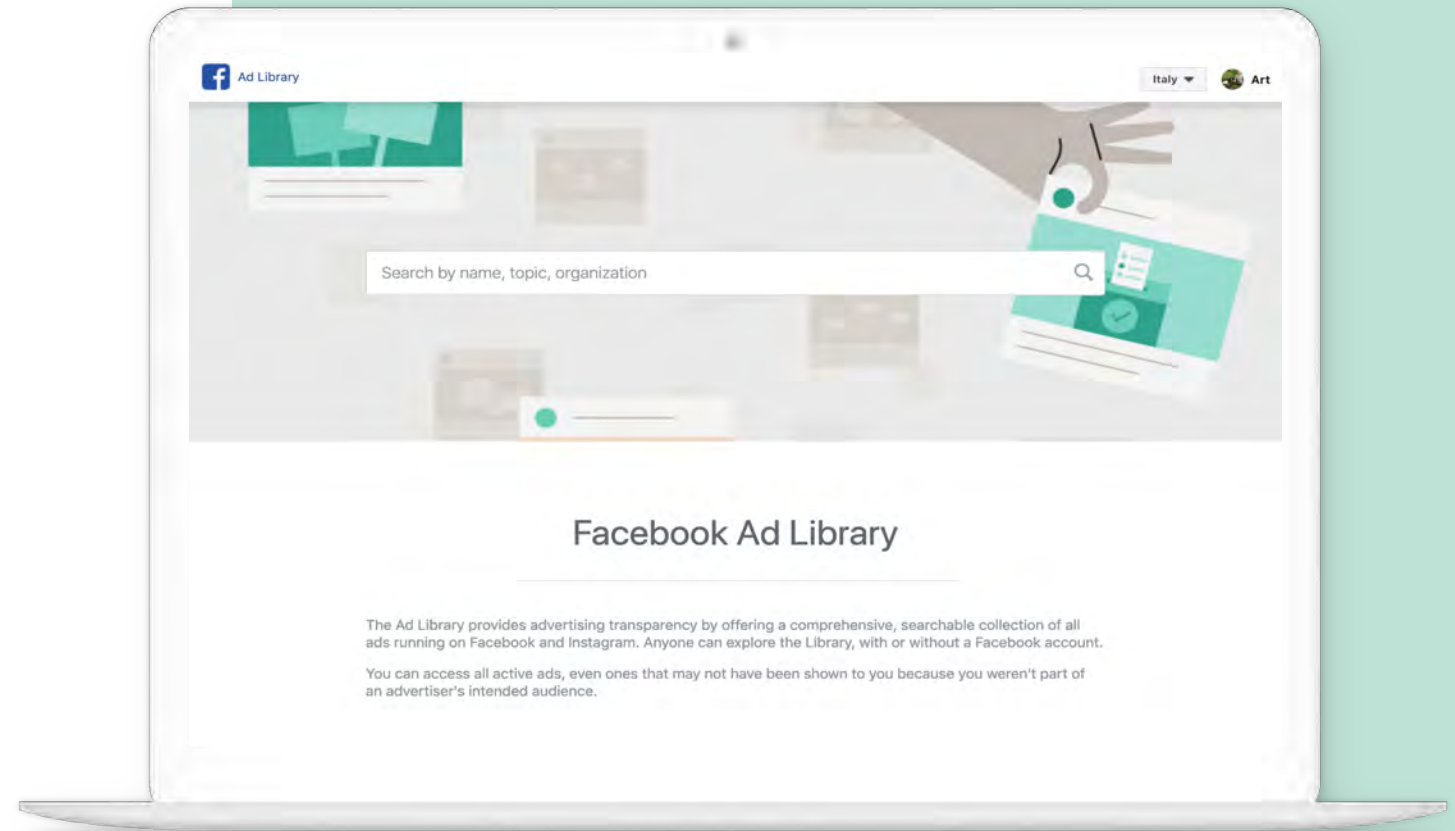 Ad Library
Italy
Art
Search by name, topic, organization
Facebook Ad Library
The Ad Library provides advertising transparency by offering a comprehensive, searchable collection of all
ads running on Facebook and Instagram. Anyone can explore the Library, with or without a Facebook account.
You can access all active ads, even ones that may not have been shown to you because you weren't part of
an advertiser's intended audience.